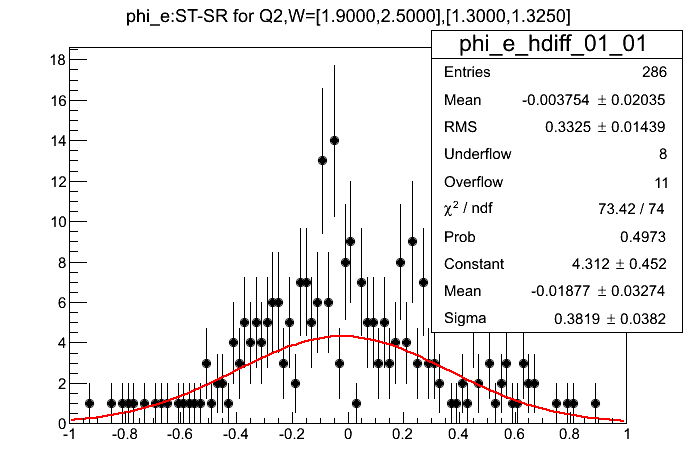 phi_e:ST-SR for Q2,W=[1.9000,2.5000],[1.3000,1.3250]
phi_e_hdiff_01_01
Entries 286
Mean -0.003754 ± 0.02035
RMS 0.3325 ± 0.01439
Underflow 8
Overflow 11
χ² / ndf 73.42 / 74
Prob 0.4973
Constant 4.312 ± 0.452
Mean -0.01877 ± 0.03274
Sigma 0.3819 ± 0.0382
18
16
14
12
10
8
6
4
2
0
-1 -0.8 -0.6 -0.4 -0.2 0 0.2 0.4 0.6 0.8 1